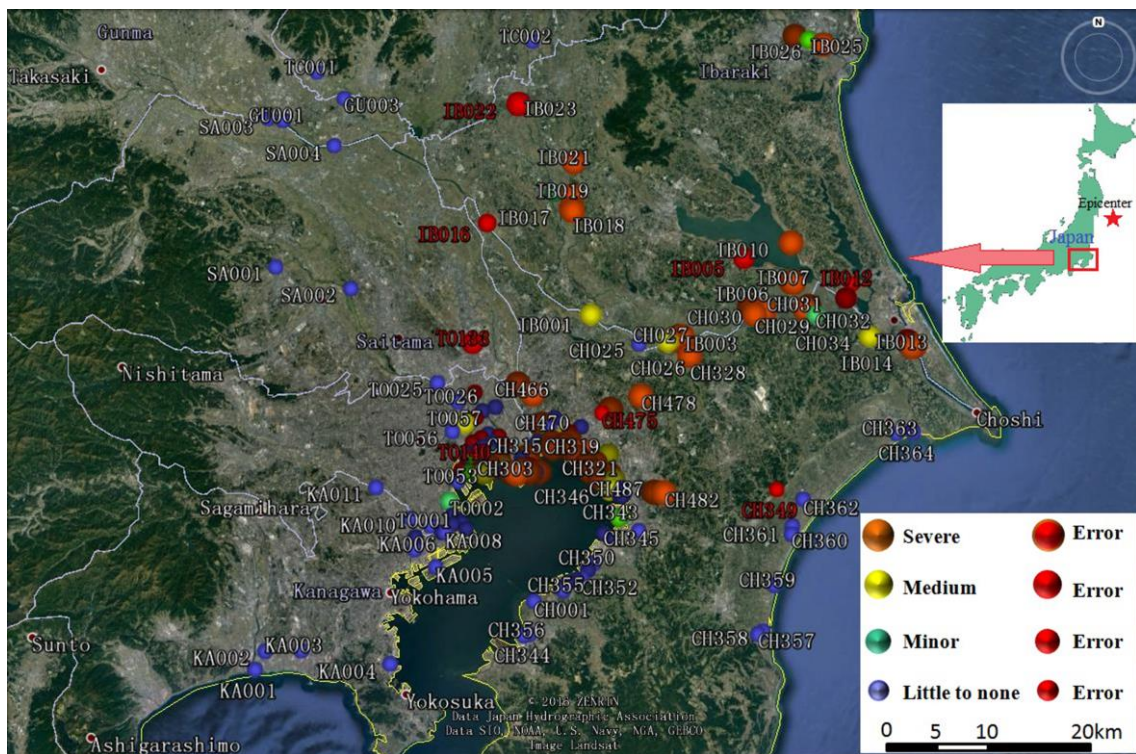 Gunma
TC002
IB026
IB025
Ibaraki
Takasaki
TC001
GU003
IB022
IB023
GU001
SA003
SA004
IB021
IB019
IB018
IB017
IB016
IB010
IB005
SA001
SA002
IB007
IB012
IB006
CH031
CH030
CH029
CH032
IB001
CH027
IB003
CH034
IB013
IB014
CH025
CH026
CH328
Saitama
Nishitama
TO025
TO026
CH466
CH478
CH475
Choshi
TO057
CH470
TO056
CH315
CH319
CH363
CH364
TO053
CH303
CH321
KA011
CH346
CH487
CH482
CH349
Sagamihara
TO002
CH343
CH362
KA010
TO001
CH345
CH361
CH360
KA006
KA008
KA005
CH350
CH355
CH352
CH359
Kanagawa
Yokohama
CH001
Sunto
KA003
KA002
KA004
KA001
CH356
CH344
CH358
CH357
Yokosuka
Ashigarashimo
© 2016 ZENRIN
Data Japan Hydrographic Association
Data SIO, NOAA, U.S. Navy, NGA, GEBCO
Image Landsat
N
Epicenter
Japan
Severe
Error
Medium
Error
Minor
Error
Little to none
Error
0 5 10 20km